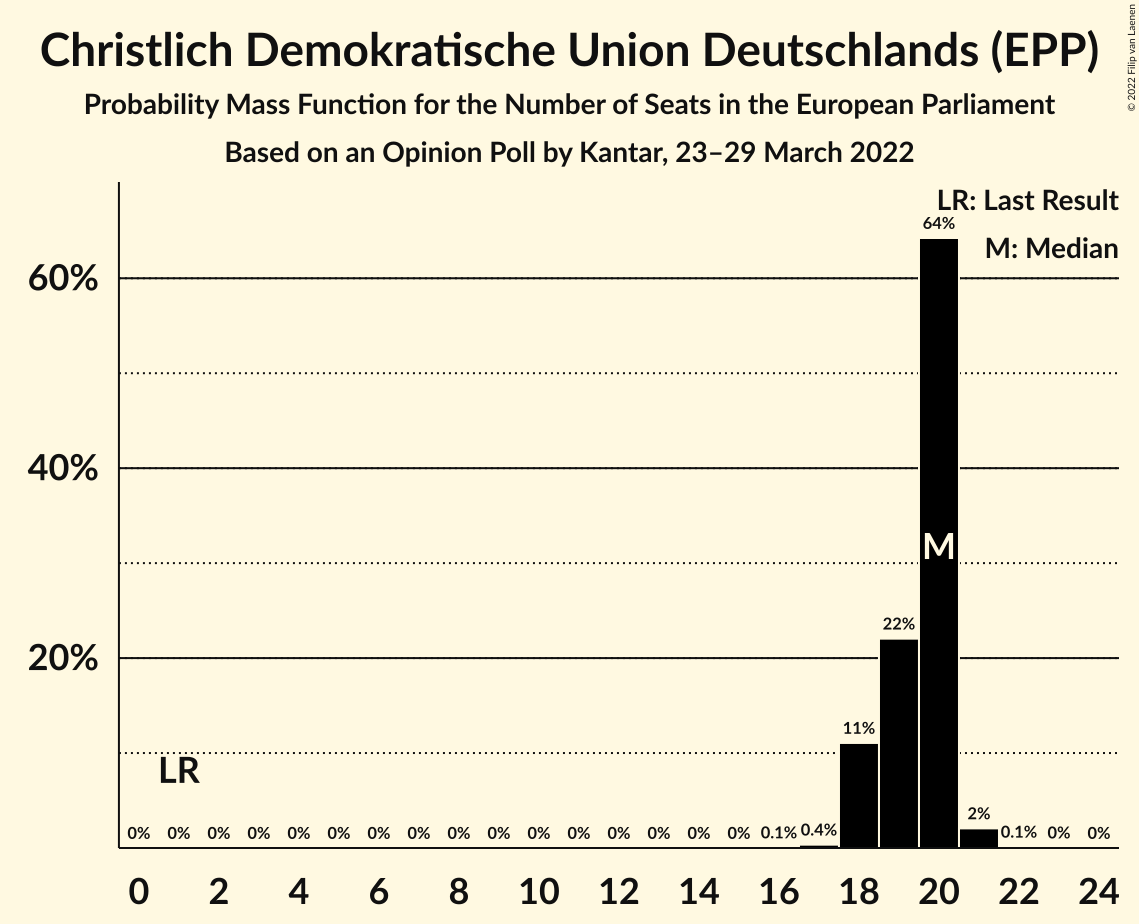 Christlich Demokratische Union Deutschlands (EPP)
Probability Mass Function for the Number of Seats in the European Parliament
Based on an Opinion Poll by Kantar, 23–29 March 2022
© 2022 Filip van Laenen
LR: Last Result
M: Median
64%
60%
40%
M
22%
20%
11%
LR
2%
0% 0% 0% 0% 0% 0% 0% 0% 0% 0% 0% 0% 0% 0% 0% 0% 0.1% 0.4% 0.1% 0% 0%
0 2 4 6 8 10 12 14 16 18 20 22 24